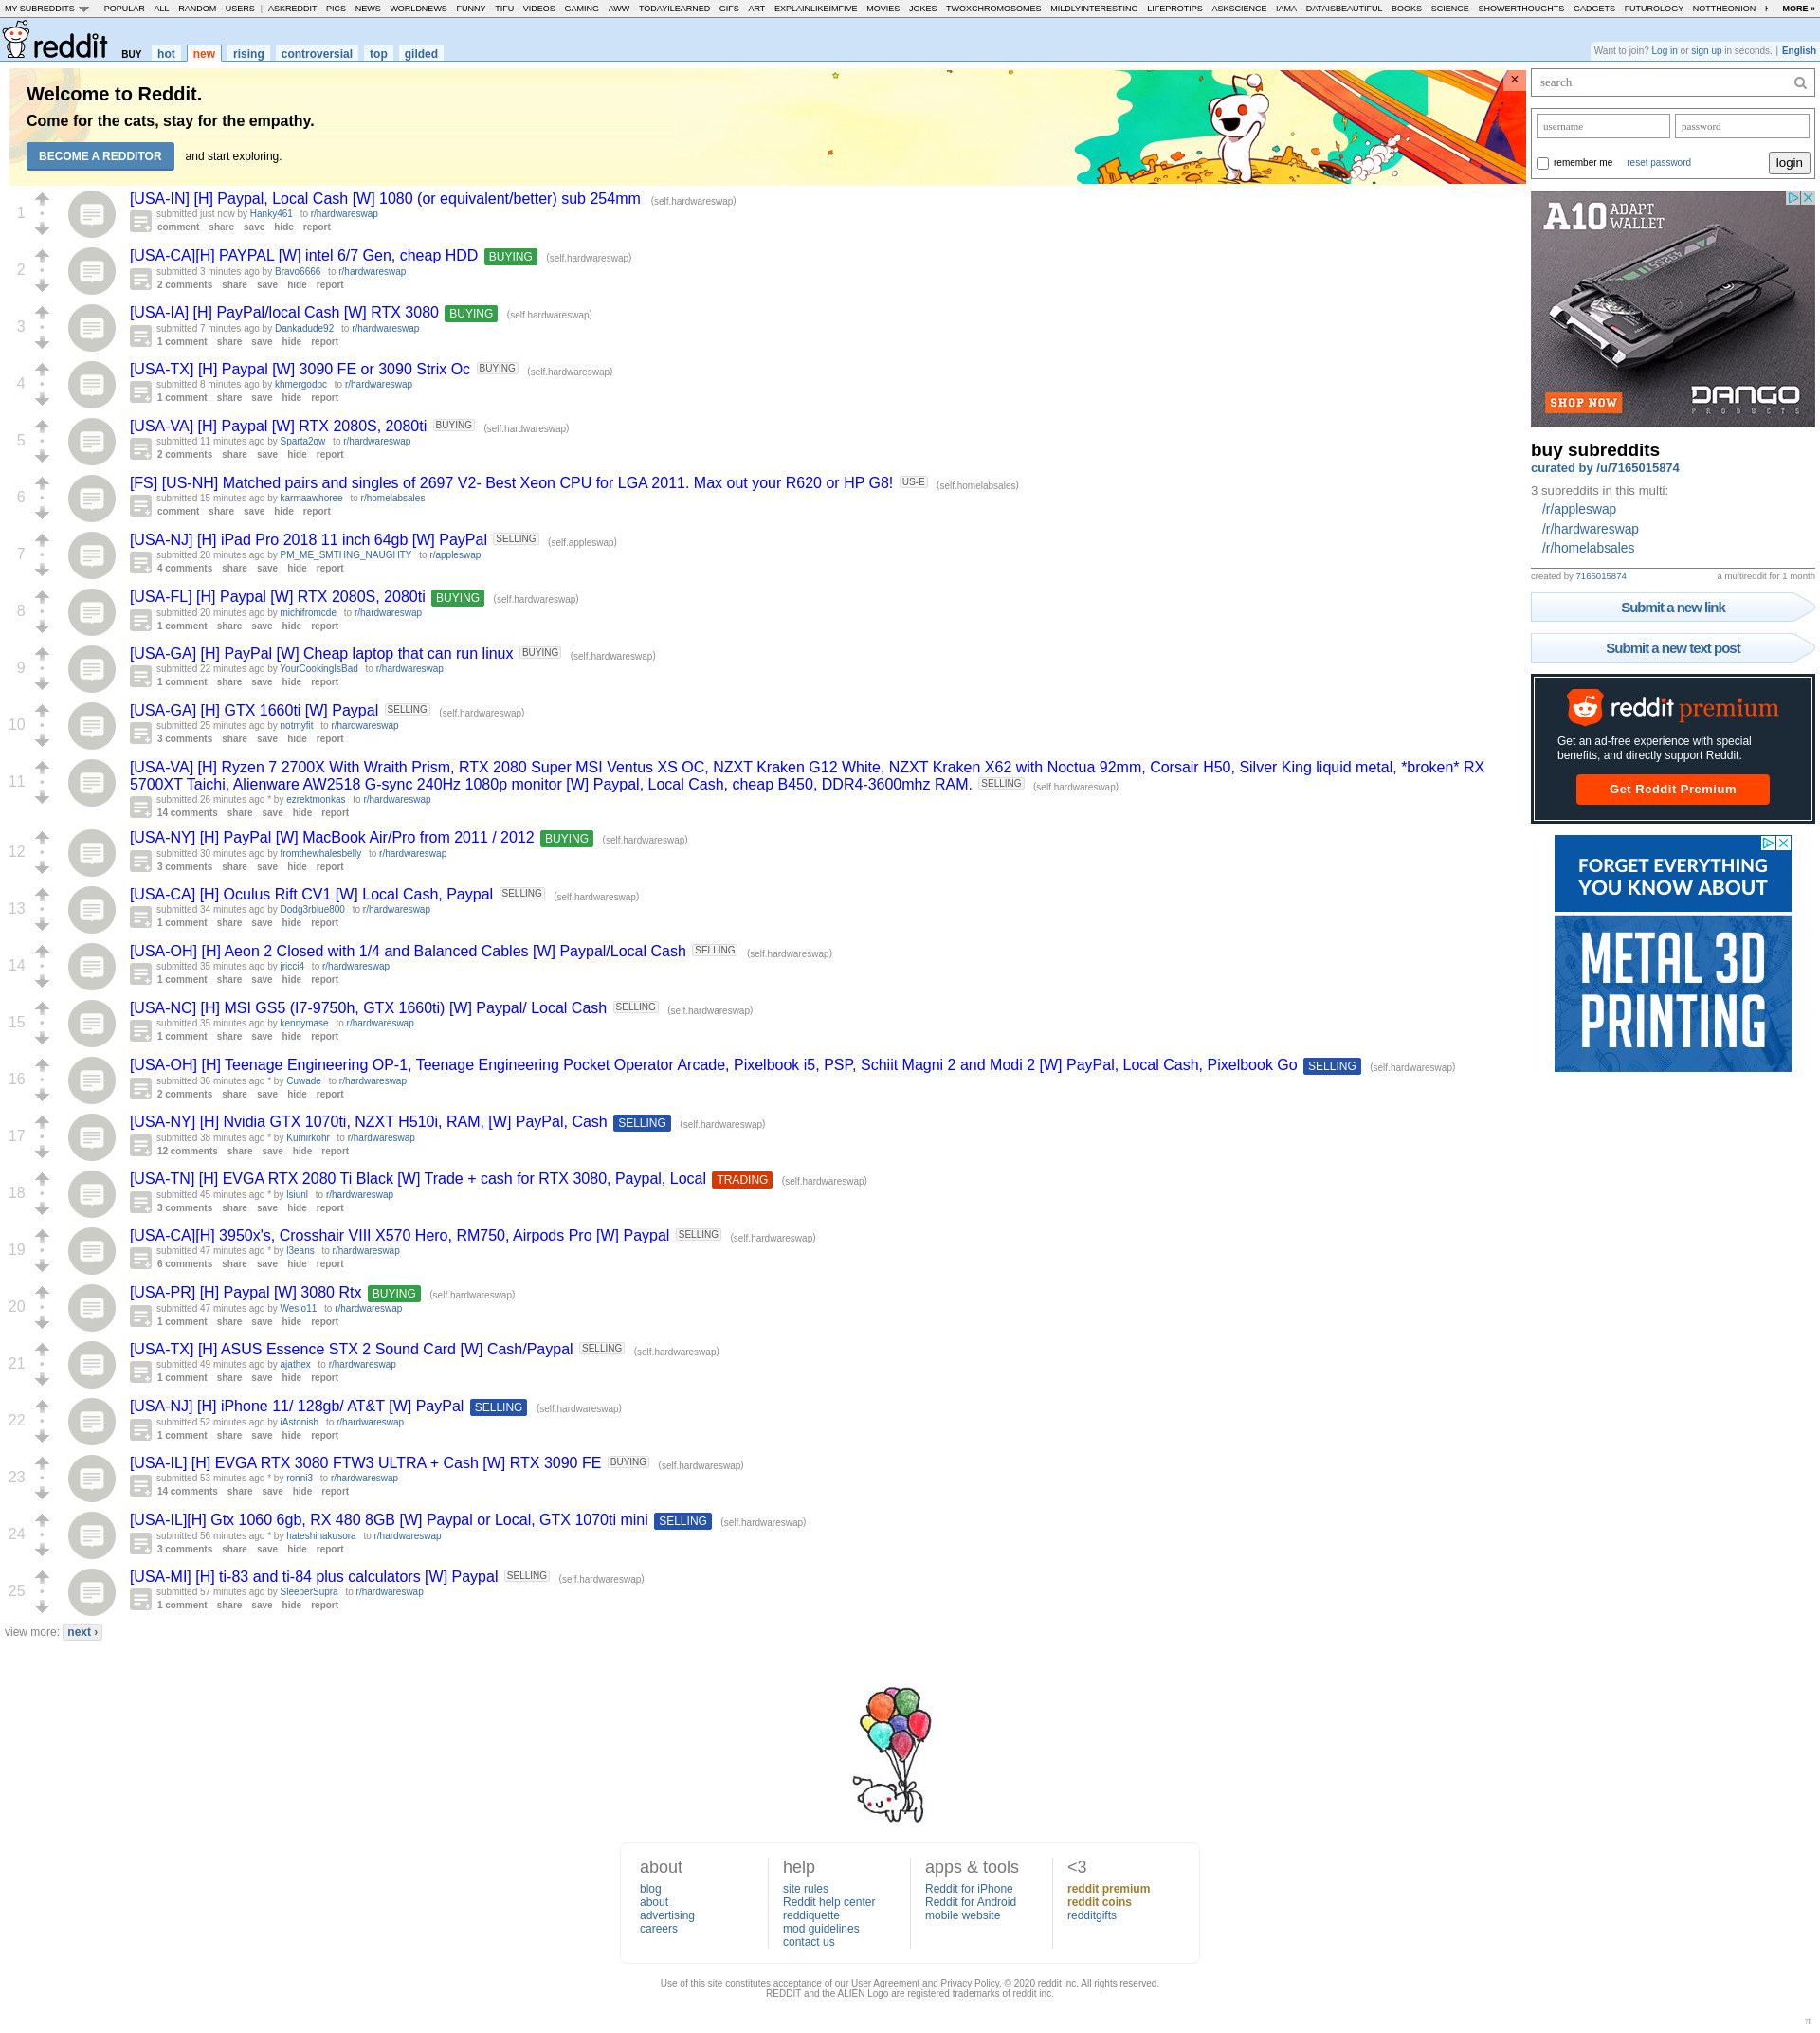 MY SUBREDDITS POPULAR - ALL - RANDOM - USERS | ASKREDDIT - PICS - NEWS - WORLDNEWS - FUNNY - TIFU - VIDEOS - GAMING - AWW - TODAYILEARNED - GIFS - ART - EXPLAINLIKEIMFIVE - MOVIES - JOKES - TWOXCHROMOSOMES - MILDLYINTERESTING - LIFEPROTIPS - ASKSCIENCE - IAMA - DATAISBEAUTIFUL - BOOKS - SCIENCE - SHOWERTHOUGHTS - GADGETS - FUTUROLOGY - NOTTHEONION - MORE »
reddit BUY hot new rising controversial top gilded
Want to join? Log in or sign up in seconds. | English
Welcome to Reddit.
Come for the cats, stay for the empathy.
BECOME A REDDITOR and start exploring.
×
1
[USA-IN] [H] Paypal, Local Cash [W] 1080 (or equivalent/better) sub 254mm (self.hardwareswap)
submitted just now by Hanky461 to r/hardwareswap
comment share save hide report
2
[USA-CA][H] PAYPAL [W] intel 6/7 Gen, cheap HDD BUYING (self.hardwareswap)
submitted 3 minutes ago by Bravo6666 to r/hardwareswap
2 comments share save hide report
3
[USA-IA] [H] PayPal/local Cash [W] RTX 3080 BUYING (self.hardwareswap)
submitted 7 minutes ago by Dankadude92 to r/hardwareswap
1 comment share save hide report
4
[USA-TX] [H] Paypal [W] 3090 FE or 3090 Strix Oc BUYING (self.hardwareswap)
submitted 8 minutes ago by khmergodpc to r/hardwareswap
1 comment share save hide report
5
[USA-VA] [H] Paypal [W] RTX 2080S, 2080ti BUYING (self.hardwareswap)
submitted 11 minutes ago by Sparta2qw to r/hardwareswap
2 comments share save hide report
6
[FS] [US-NH] Matched pairs and singles of 2697 V2- Best Xeon CPU for LGA 2011. Max out your R620 or HP G8! US-E (self.homelabsales)
submitted 15 minutes ago by karmaawhoree to r/homelabsales
comment share save hide report
7
[USA-NJ] [H] iPad Pro 2018 11 inch 64gb [W] PayPal SELLING (self.appleswap)
submitted 20 minutes ago by PM_ME_SMTHNG_NAUGHTY to r/appleswap
4 comments share save hide report
8
[USA-FL] [H] Paypal [W] RTX 2080S, 2080ti BUYING (self.hardwareswap)
submitted 20 minutes ago by michifromcde to r/hardwareswap
1 comment share save hide report
9
[USA-GA] [H] PayPal [W] Cheap laptop that can run linux BUYING (self.hardwareswap)
submitted 22 minutes ago by YourCookingIsBad to r/hardwareswap
1 comment share save hide report
10
[USA-GA] [H] GTX 1660ti [W] Paypal SELLING (self.hardwareswap)
submitted 25 minutes ago by notmyfit to r/hardwareswap
3 comments share save hide report
11
[USA-VA] [H] Ryzen 7 2700X With Wraith Prism, RTX 2080 Super MSI Ventus XS OC, NZXT Kraken G12 White, NZXT Kraken X62 with Noctua 92mm, Corsair H50, Silver King liquid metal, *broken* RX
5700XT Taichi, Alienware AW2518 G-sync 240Hz 1080p monitor [W] Paypal, Local Cash, cheap B450, DDR4-3600mhz RAM. SELLING (self.hardwareswap)
submitted 26 minutes ago * by ezrektmonkas to r/hardwareswap
14 comments share save hide report
12
[USA-NY] [H] PayPal [W] MacBook Air/Pro from 2011 / 2012 BUYING (self.hardwareswap)
submitted 30 minutes ago by fromthewhalesbelly to r/hardwareswap
3 comments share save hide report
13
[USA-CA] [H] Oculus Rift CV1 [W] Local Cash, Paypal SELLING (self.hardwareswap)
submitted 34 minutes ago by Dodg3rblue800 to r/hardwareswap
1 comment share save hide report
14
[USA-OH] [H] Aeon 2 Closed with 1/4 and Balanced Cables [W] Paypal/Local Cash SELLING (self.hardwareswap)
submitted 35 minutes ago by jricci4 to r/hardwareswap
1 comment share save hide report
15
[USA-NC] [H] MSI GS5 (I7-9750h, GTX 1660ti) [W] Paypal/ Local Cash SELLING (self.hardwareswap)
submitted 35 minutes ago by kennymase to r/hardwareswap
1 comment share save hide report
16
[USA-OH] [H] Teenage Engineering OP-1, Teenage Engineering Pocket Operator Arcade, Pixelbook i5, PSP, Schiit Magni 2 and Modi 2 [W] PayPal, Local Cash, Pixelbook Go SELLING (self.hardwareswap)
submitted 36 minutes ago * by Cuwade to r/hardwareswap
2 comments share save hide report
17
[USA-NY] [H] Nvidia GTX 1070ti, NZXT H510i, RAM, [W] PayPal, Cash SELLING (self.hardwareswap)
submitted 38 minutes ago * by Kumirkohr to r/hardwareswap
12 comments share save hide report
18
[USA-TN] [H] EVGA RTX 2080 Ti Black [W] Trade + cash for RTX 3080, Paypal, Local TRADING (self.hardwareswap)
submitted 45 minutes ago * by lsiunl to r/hardwareswap
3 comments share save hide report
19
[USA-CA][H] 3950x's, Crosshair VIII X570 Hero, RM750, Airpods Pro [W] Paypal SELLING (self.hardwareswap)
submitted 47 minutes ago * by l3eans to r/hardwareswap
6 comments share save hide report
20
[USA-PR] [H] Paypal [W] 3080 Rtx BUYING (self.hardwareswap)
submitted 47 minutes ago by Weslo11 to r/hardwareswap
1 comment share save hide report
21
[USA-TX] [H] ASUS Essence STX 2 Sound Card [W] Cash/Paypal SELLING (self.hardwareswap)
submitted 49 minutes ago by ajathex to r/hardwareswap
1 comment share save hide report
22
[USA-NJ] [H] iPhone 11/ 128gb/ AT&T [W] PayPal SELLING (self.hardwareswap)
submitted 52 minutes ago by iAstonish to r/hardwareswap
1 comment share save hide report
23
[USA-IL] [H] EVGA RTX 3080 FTW3 ULTRA + Cash [W] RTX 3090 FE BUYING (self.hardwareswap)
submitted 53 minutes ago * by ronni3 to r/hardwareswap
14 comments share save hide report
24
[USA-IL][H] Gtx 1060 6gb, RX 480 8GB [W] Paypal or Local, GTX 1070ti mini SELLING (self.hardwareswap)
submitted 56 minutes ago * by hateshinakusora to r/hardwareswap
3 comments share save hide report
25
[USA-MI] [H] ti-83 and ti-84 plus calculators [W] Paypal SELLING (self.hardwareswap)
submitted 57 minutes ago by SleeperSupra to r/hardwareswap
1 comment share save hide report
view more: next ›
search
username password
remember me reset password login
A10 ADAPT
WALLET
SHOP NOW DANGO
PRODUCTS
buy subreddits
curated by /u/7165015874
3 subreddits in this multi:
/r/appleswap
/r/hardwareswap
/r/homelabsales
created by 7165015874 a multireddit for 1 month
Submit a new link
Submit a new text post
reddit premium
Get an ad-free experience with special
benefits, and directly support Reddit.
Get Reddit Premium
FORGET EVERYTHING
YOU KNOW ABOUT
METAL 3D
PRINTING
about
blog
about
advertising
careers
help
site rules
Reddit help center
reddiquette
mod guidelines
contact us
apps & tools
Reddit for iPhone
Reddit for Android
mobile website
<3
reddit premium
reddit coins
redditgifts
Use of this site constitutes acceptance of our User Agreement and Privacy Policy. © 2020 reddit inc. All rights reserved.
REDDIT and the ALIEN Logo are registered trademarks of reddit inc.
π